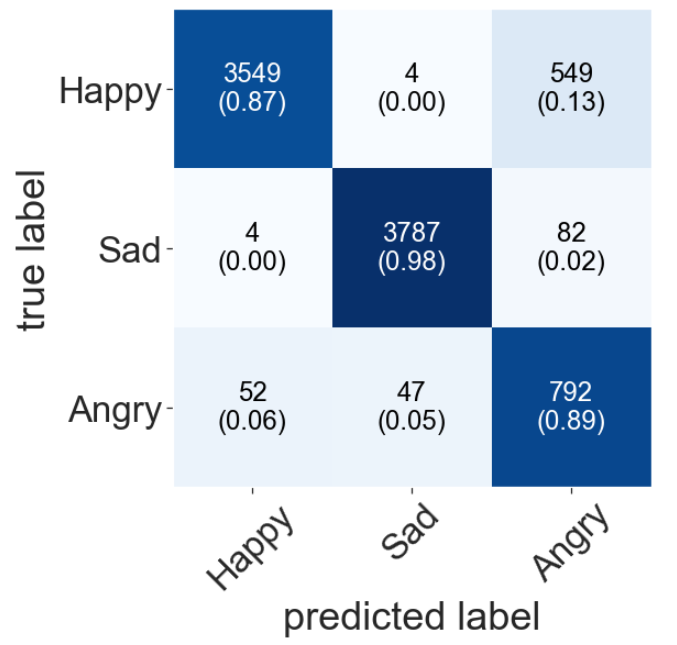 true label
Happy
3549
(0.87)
4
(0.00)
549
(0.13)
Sad
4
(0.00)
3787
(0.98)
82
(0.02)
Angry
52
(0.06)
47
(0.05)
792
(0.89)
Happy
Sad
Angry
predicted label